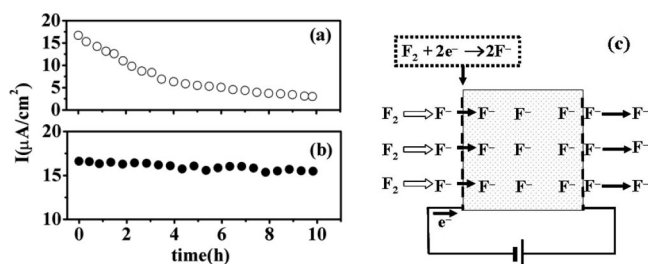 20
(a)
15
10
5
0
20
(b)
15
10
0 2 4 6 8 10
time(h)
I(μA/cm²)
(c)
F₂ + 2e⁻ → 2F⁻
F₂ ⇨ F⁻ → F⁻ F⁻ F⁻ F⁻ → F⁻
F₂ ⇨ F⁻ → F⁻ F⁻ F⁻ F⁻ → F⁻
F₂ ⇨ F⁻ → F⁻ F⁻ F⁻ F⁻ → F⁻
e⁻